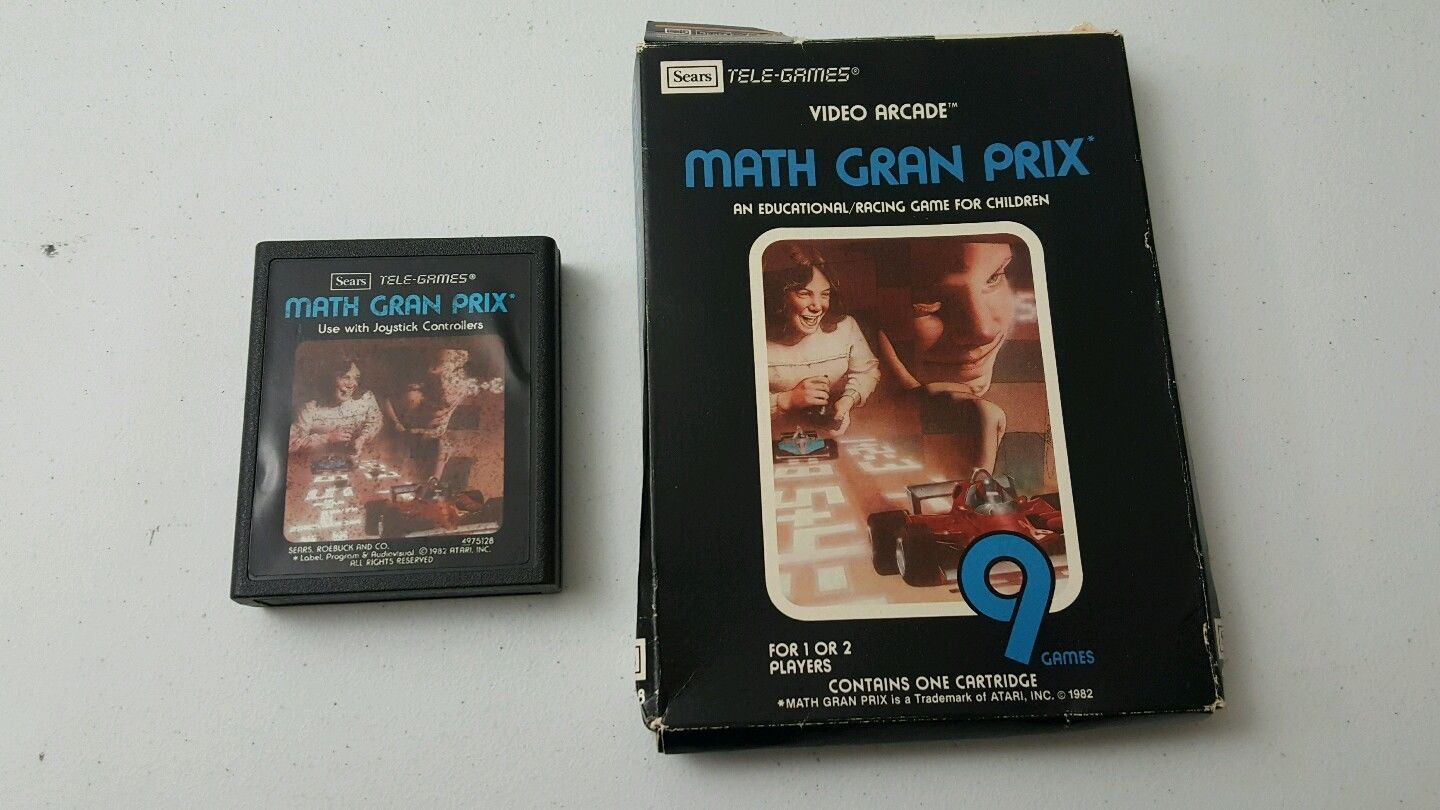 Sears TELE-GAMES®
MATH GRAN PRIX*
Use with Joystick Controllers
SEARS, ROEBUCK AND CO. 4975128
* Label, Program & Audiovisual © 1982 ATARI, INC.
ALL RIGHTS RESERVED
Sears TELE-GAMES®
VIDEO ARCADE™
MATH GRAN PRIX*
AN EDUCATIONAL/RACING GAME FOR CHILDREN
9
GAMES
FOR 1 OR 2
PLAYERS
CONTAINS ONE CARTRIDGE
*MATH GRAN PRIX is a Trademark of ATARI, INC. © 1982